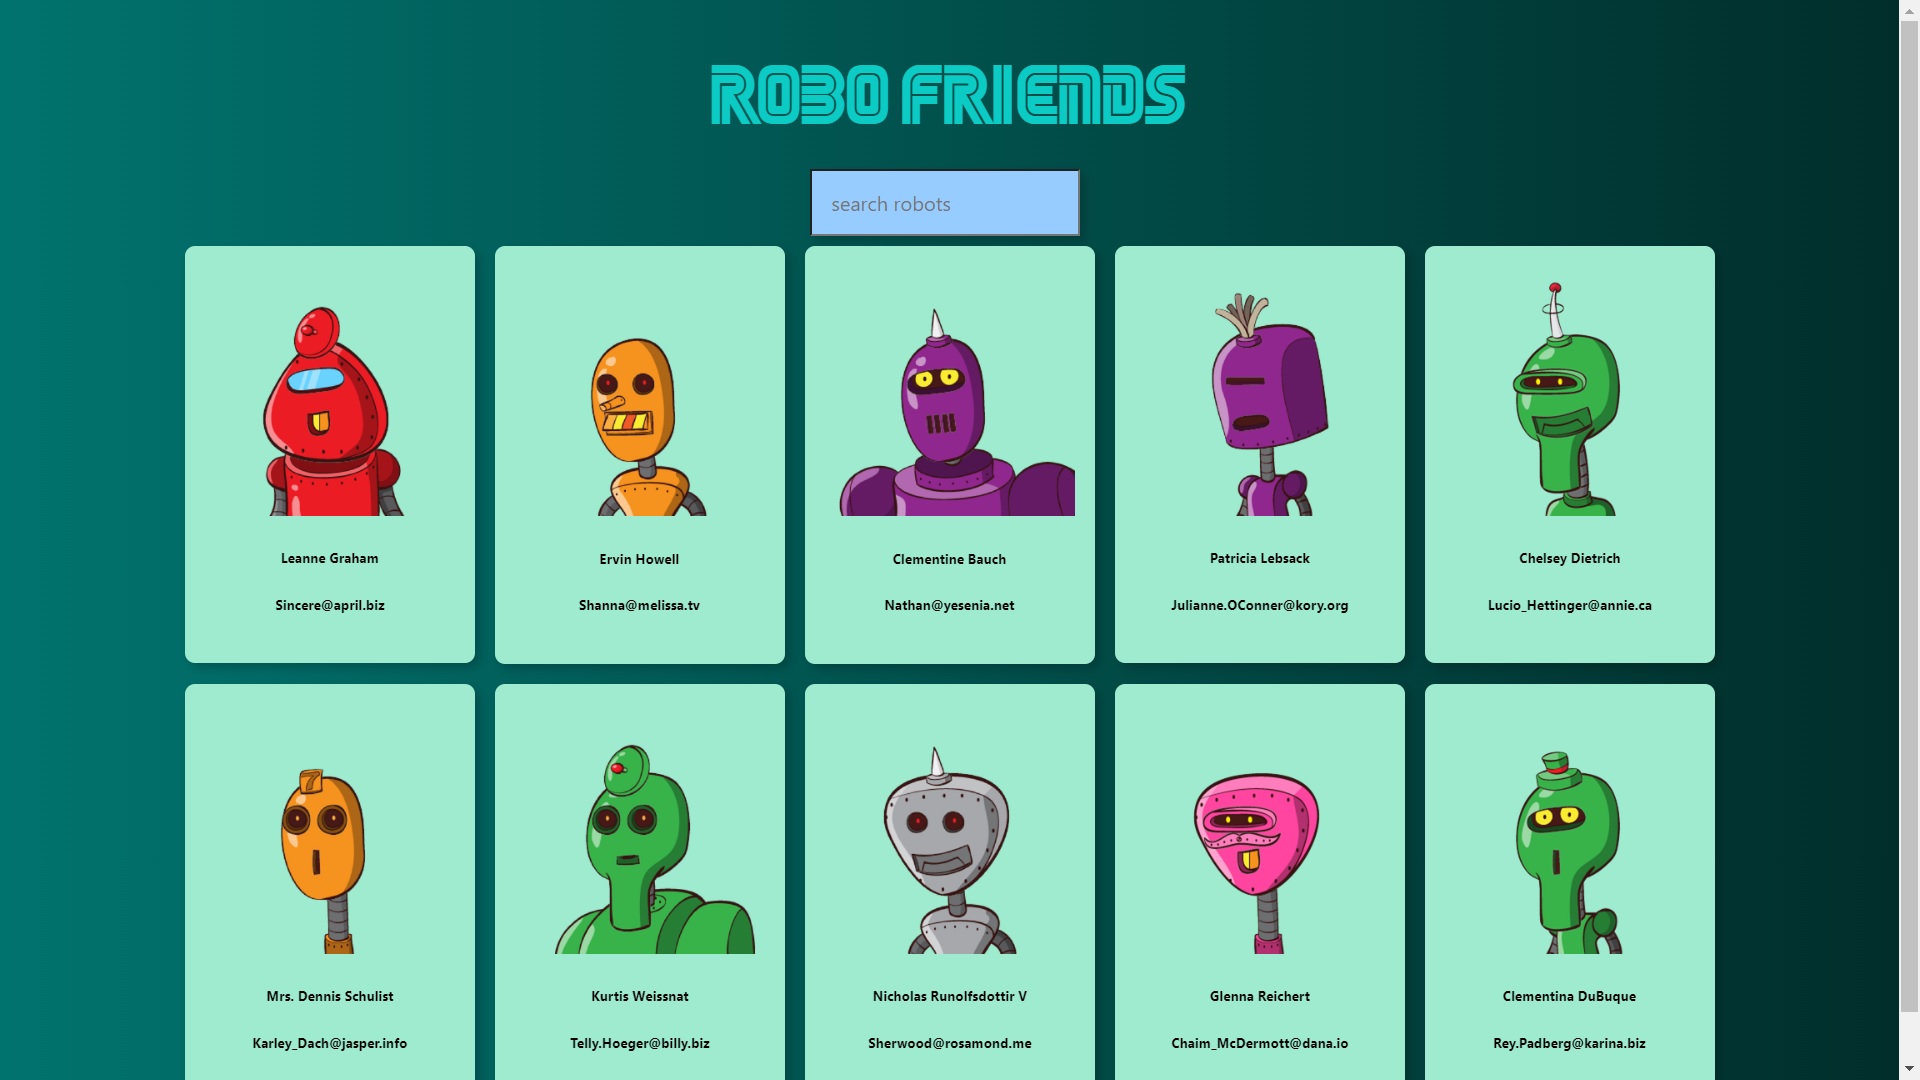 ROBO FRIENDS
search robots
Leanne Graham
Sincere@april.biz
Ervin Howell
Shanna@melissa.tv
Clementine Bauch
Nathan@yesenia.net
Patricia Lebsack
Julianne.OConner@kory.org
Chelsey Dietrich
Lucio_Hettinger@annie.ca
7
Mrs. Dennis Schulist
Karley_Dach@jasper.info
Kurtis Weissnat
Telly.Hoeger@billy.biz
Nicholas Runolfsdottir V
Sherwood@rosamond.me
Glenna Reichert
Chaim_McDermott@dana.io
Clementina DuBuque
Rey.Padberg@karina.biz